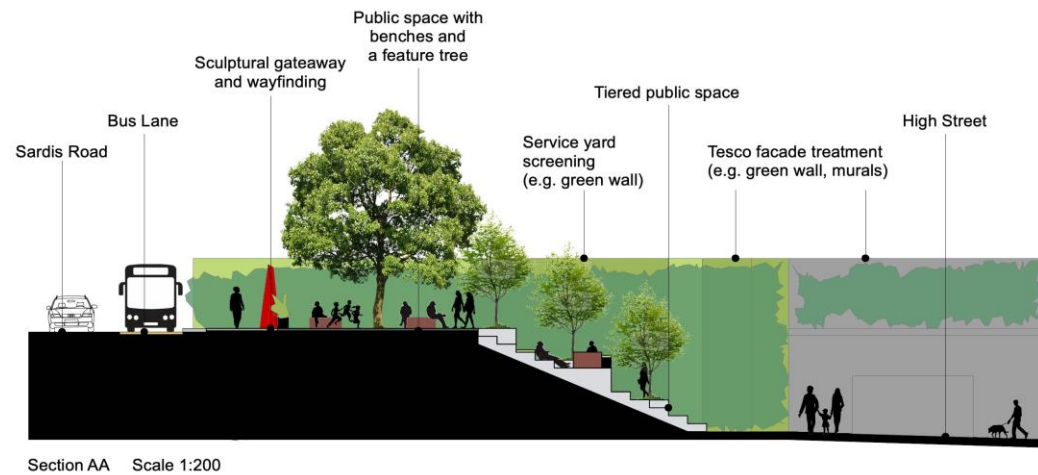 Public space with
benches and
a feature tree
Sculptural gateaway
and wayfinding
Tiered public space
Bus Lane
High Street
Sardis Road
Service yard
screening
(e.g. green wall)
Tesco facade treatment
(e.g. green wall, murals)
Section AA Scale 1:200